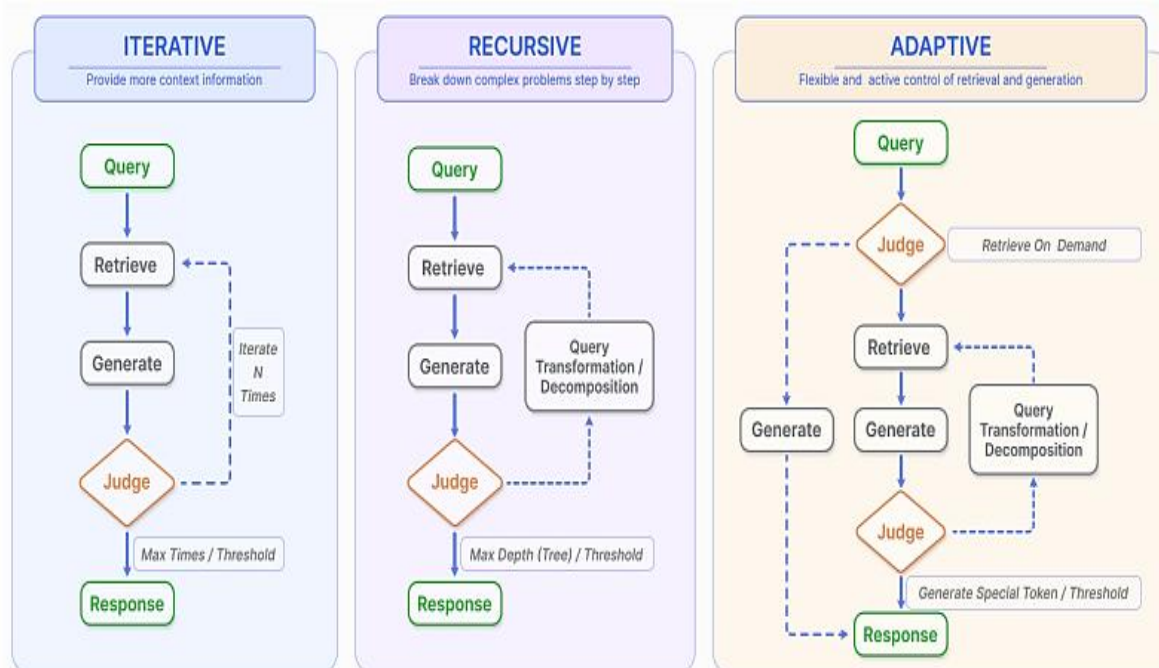 ITERATIVE
Provide more context information
Query
Retrieve
Generate
Iterate
N
Times
Judge
Max Times / Threshold
Response
RECURSIVE
Break down complex problems step by step
Query
Retrieve
Generate
Query
Transformation /
Decomposition
Judge
Max Depth (Tree) / Threshold
Response
ADAPTIVE
Flexible and active control of retrieval and generation
Query
Judge
Retrieve On Demand
Retrieve
Generate
Generate
Query
Transformation /
Decomposition
Judge
Generate Special Token / Threshold
Response